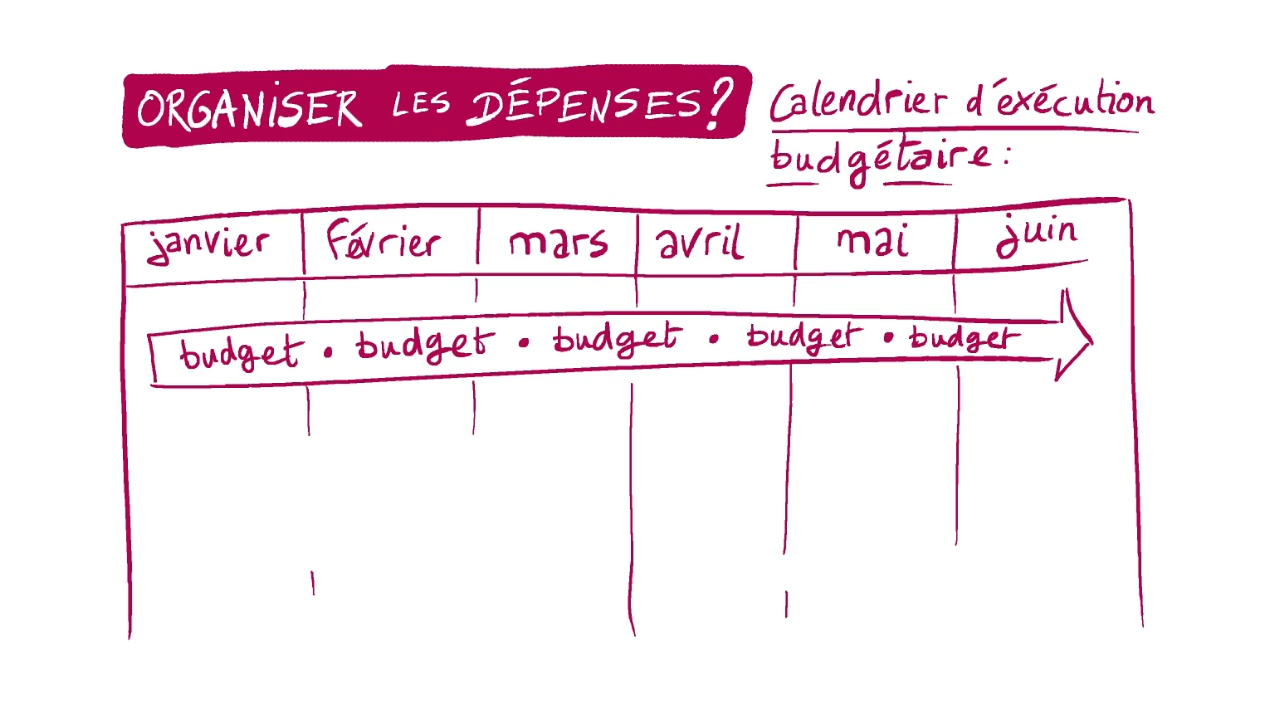 ORGANISER LES DÉPENSES?
Calendrier d'exécution
budgétaire :
janvier février mars avril mai juin
budget • budget • budget • budget • budget